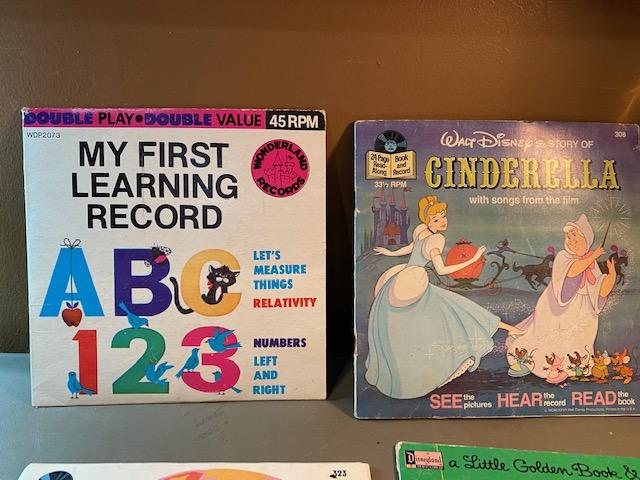 DOUBLE PLAY•DOUBLE VALUE 45 RPM
WDP2073
MY FIRST
LEARNING
RECORD
WONDERLAND
RECORDS
ABC
LET'S
MEASURE
THINGS
RELATIVITY
123
NUMBERS
LEFT
AND
RIGHT
308
24 Page
Read-
Along
Book
and
Record
33⅓ RPM
Walt Disney's STORY OF
CINDERELLA
with songs from the film
SEE the pictures HEAR the record READ the book
323
Disneyland
a Little Golden Book &